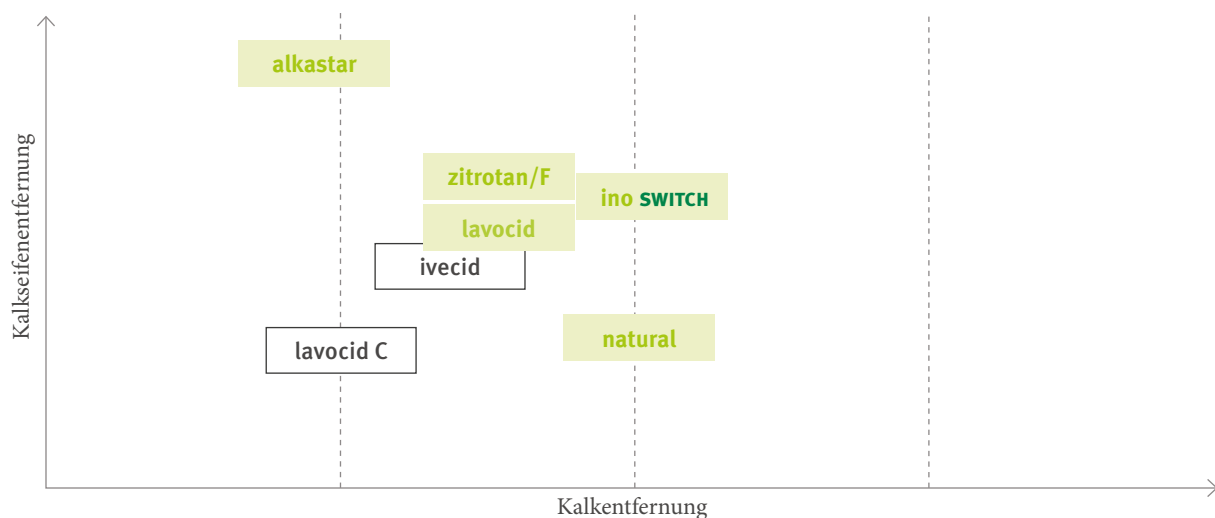 alkastar
zitrotan/F
ino SWITCH
lavocid
ivecid
natural
lavocid C
Kalkseifenentfernung
Kalkentfernung